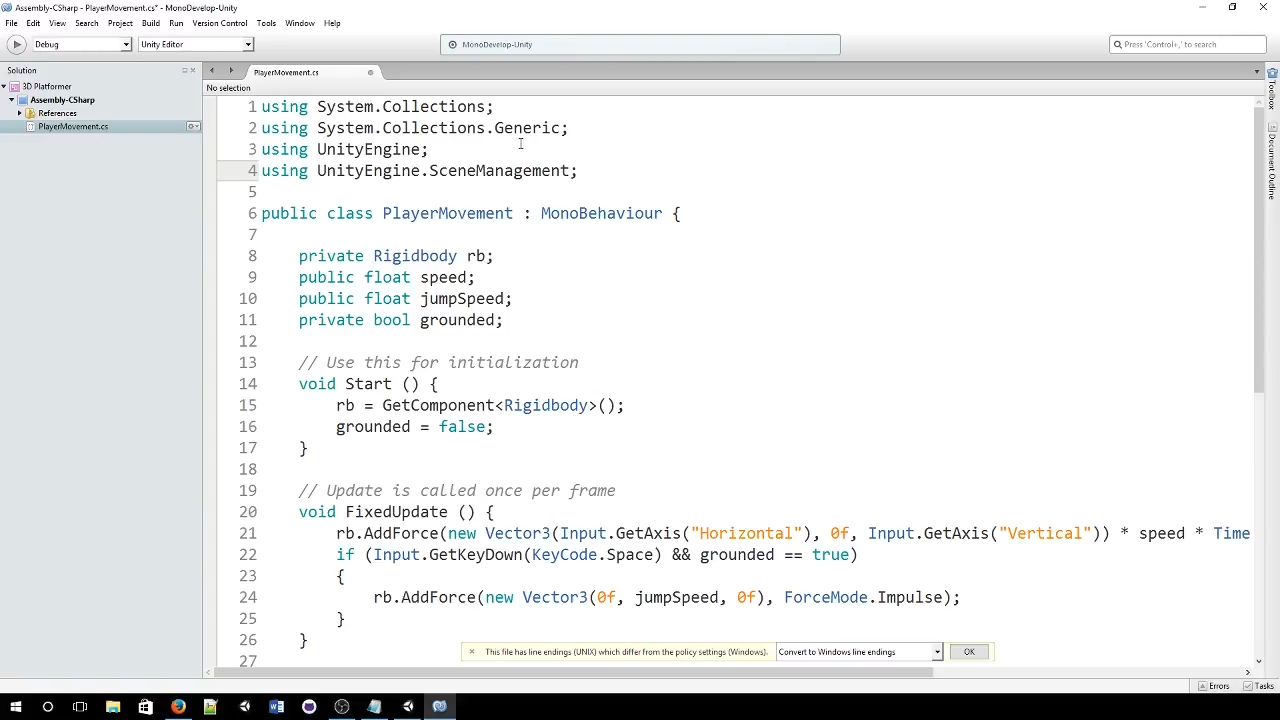 Assembly-CSharp - PlayerMovement.cs* - MonoDevelop-Unity
File Edit View Search Project Build Run Version Control Tools Window Help
Debug Unity Editor MonoDevelop-Unity Press 'Control+,' to search
Solution PlayerMovement.cs
No selection
3D Platformer
Assembly-CSharp
References
PlayerMovement.cs
1 using System.Collections;
2 using System.Collections.Generic;
3 using UnityEngine;
4 using UnityEngine.SceneManagement;
5
6 public class PlayerMovement : MonoBehaviour {
7
8 private Rigidbody rb;
9 public float speed;
10 public float jumpSpeed;
11 private bool grounded;
12
13 // Use this for initialization
14 void Start () {
15 rb = GetComponent<Rigidbody>();
16 grounded = false;
17 }
18
19 // Update is called once per frame
20 void FixedUpdate () {
21 rb.AddForce(new Vector3(Input.GetAxis("Horizontal"), 0f, Input.GetAxis("Vertical")) * speed * Time
22 if (Input.GetKeyDown(KeyCode.Space) && grounded == true)
23 {
24 rb.AddForce(new Vector3(0f, jumpSpeed, 0f), ForceMode.Impulse);
25 }
26 }
27
This file has line endings (UNIX) which differ from the policy settings (Windows). Convert to Windows line endings OK
Toolbox
Document Outline
Errors Tasks